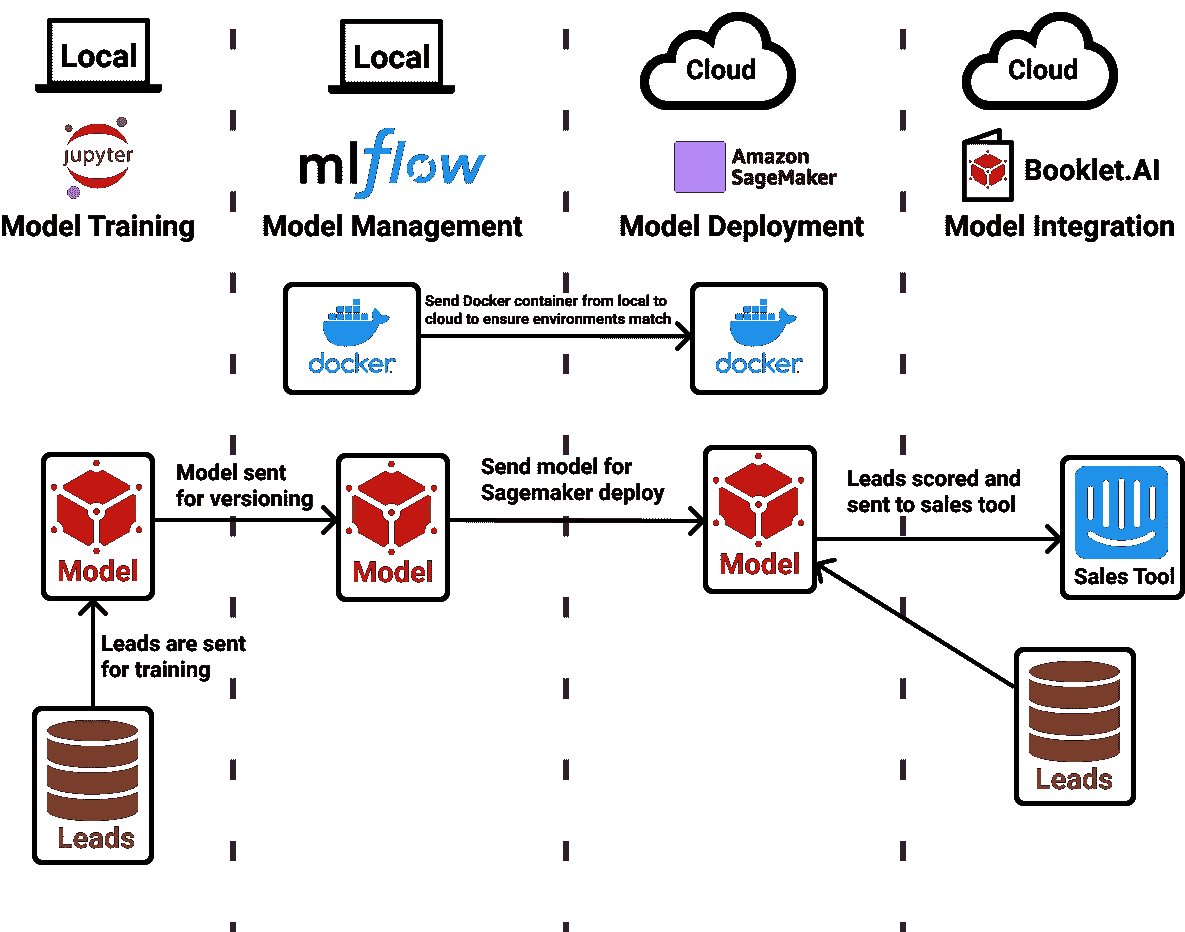 Local
Local
Cloud
Cloud
jupyter
mlflow
Amazon
SageMaker
Booklet.AI
Model Training
Model Management
Model Deployment
Model Integration
docker
Send Docker container from local to
cloud to ensure environments match
docker
Model
Model sent
for versioning
Model
Send model for
Sagemaker deploy
Model
Leads scored and
sent to sales tool
Sales Tool
Leads are sent
for training
Leads
Leads